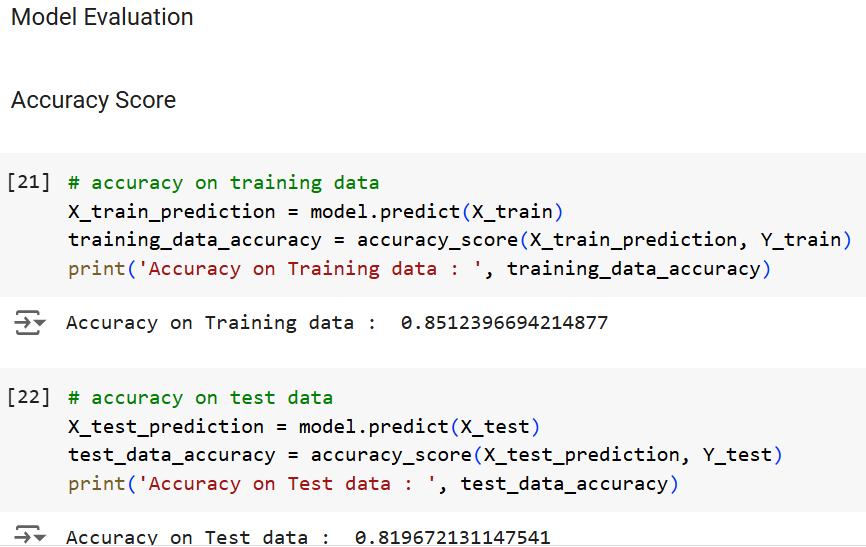 Model Evaluation
Accuracy Score
[21] # accuracy on training data
X_train_prediction = model.predict(X_train)
training_data_accuracy = accuracy_score(X_train_prediction, Y_train)
print('Accuracy on Training data : ', training_data_accuracy)
Accuracy on Training data :  0.8512396694214877
[22] # accuracy on test data
X_test_prediction = model.predict(X_test)
test_data_accuracy = accuracy_score(X_test_prediction, Y_test)
print('Accuracy on Test data : ', test_data_accuracy)
Accuracy on Test data :  0.819672131147541